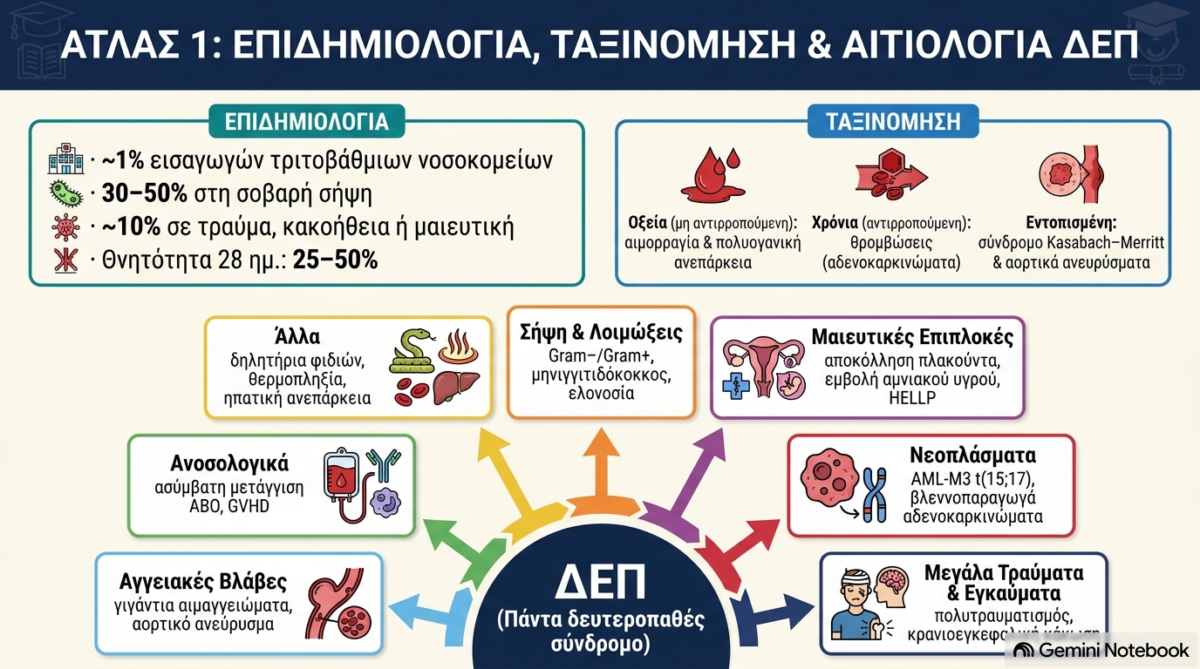 ΑΤΛΑΣ 1: ΕΠΙΔΗΜΙΟΛΟΓΙΑ, ΤΑΞΙΝΟΜΗΣΗ & ΑΙΤΙΟΛΟΓΙΑ ΔΕΠ
ΕΠΙΔΗΜΙΟΛΟΓΙΑ
· ~1% εισαγωγών τριτοβάθμιων νοσοκομείων
· 30–50% στη σοβαρή σήψη
· ~10% σε τραύμα, κακοήθεια ή μαιευτική
· Θνητότητα 28 ημ.: 25–50%
ΤΑΞΙΝΟΜΗΣΗ
Οξεία (μη αντιρροπούμενη):
αιμορραγία & πολυογανική
ανεπάρκεια
Χρόνια (αντιρροπούμενη):
θρομβώσεις
(αδενοκαρκινώματα)
Εντοπισμένη:
σύνδρομο Kasabach–Merritt
& αορτικά ανευρύσματα
Άλλα
δηλητήρια φιδιών,
θερμοπληξία,
ηπατική ανεπάρκεια
Σήψη & Λοιμώξεις
Gram–/Gram+,
μηνιγγιτιδόκοκκος,
ελονοσία
Μαιευτικές Επιπλοκές
αποκόλληση πλακούντα,
εμβολή αμνιακού υγρού,
HELLP
Ανοσολογικά
ασύμβατη μετάγγιση
ABO, GVHD
Νεοπλάσματα
AML-M3 t(15;17),
βλεννοπαραγωγά
αδενοκαρκινώματα
Αγγειακές Βλάβες
γιγάντια αιμαγγειώματα,
αορτικό ανεύρυσμα
Μεγάλα Τραύματα
& Εγκαύματα
πολυτραυματισμός,
ΔΕΠ
(Πάντα δευτεροπαθές
σύνδρομο)
Gemini Notebook